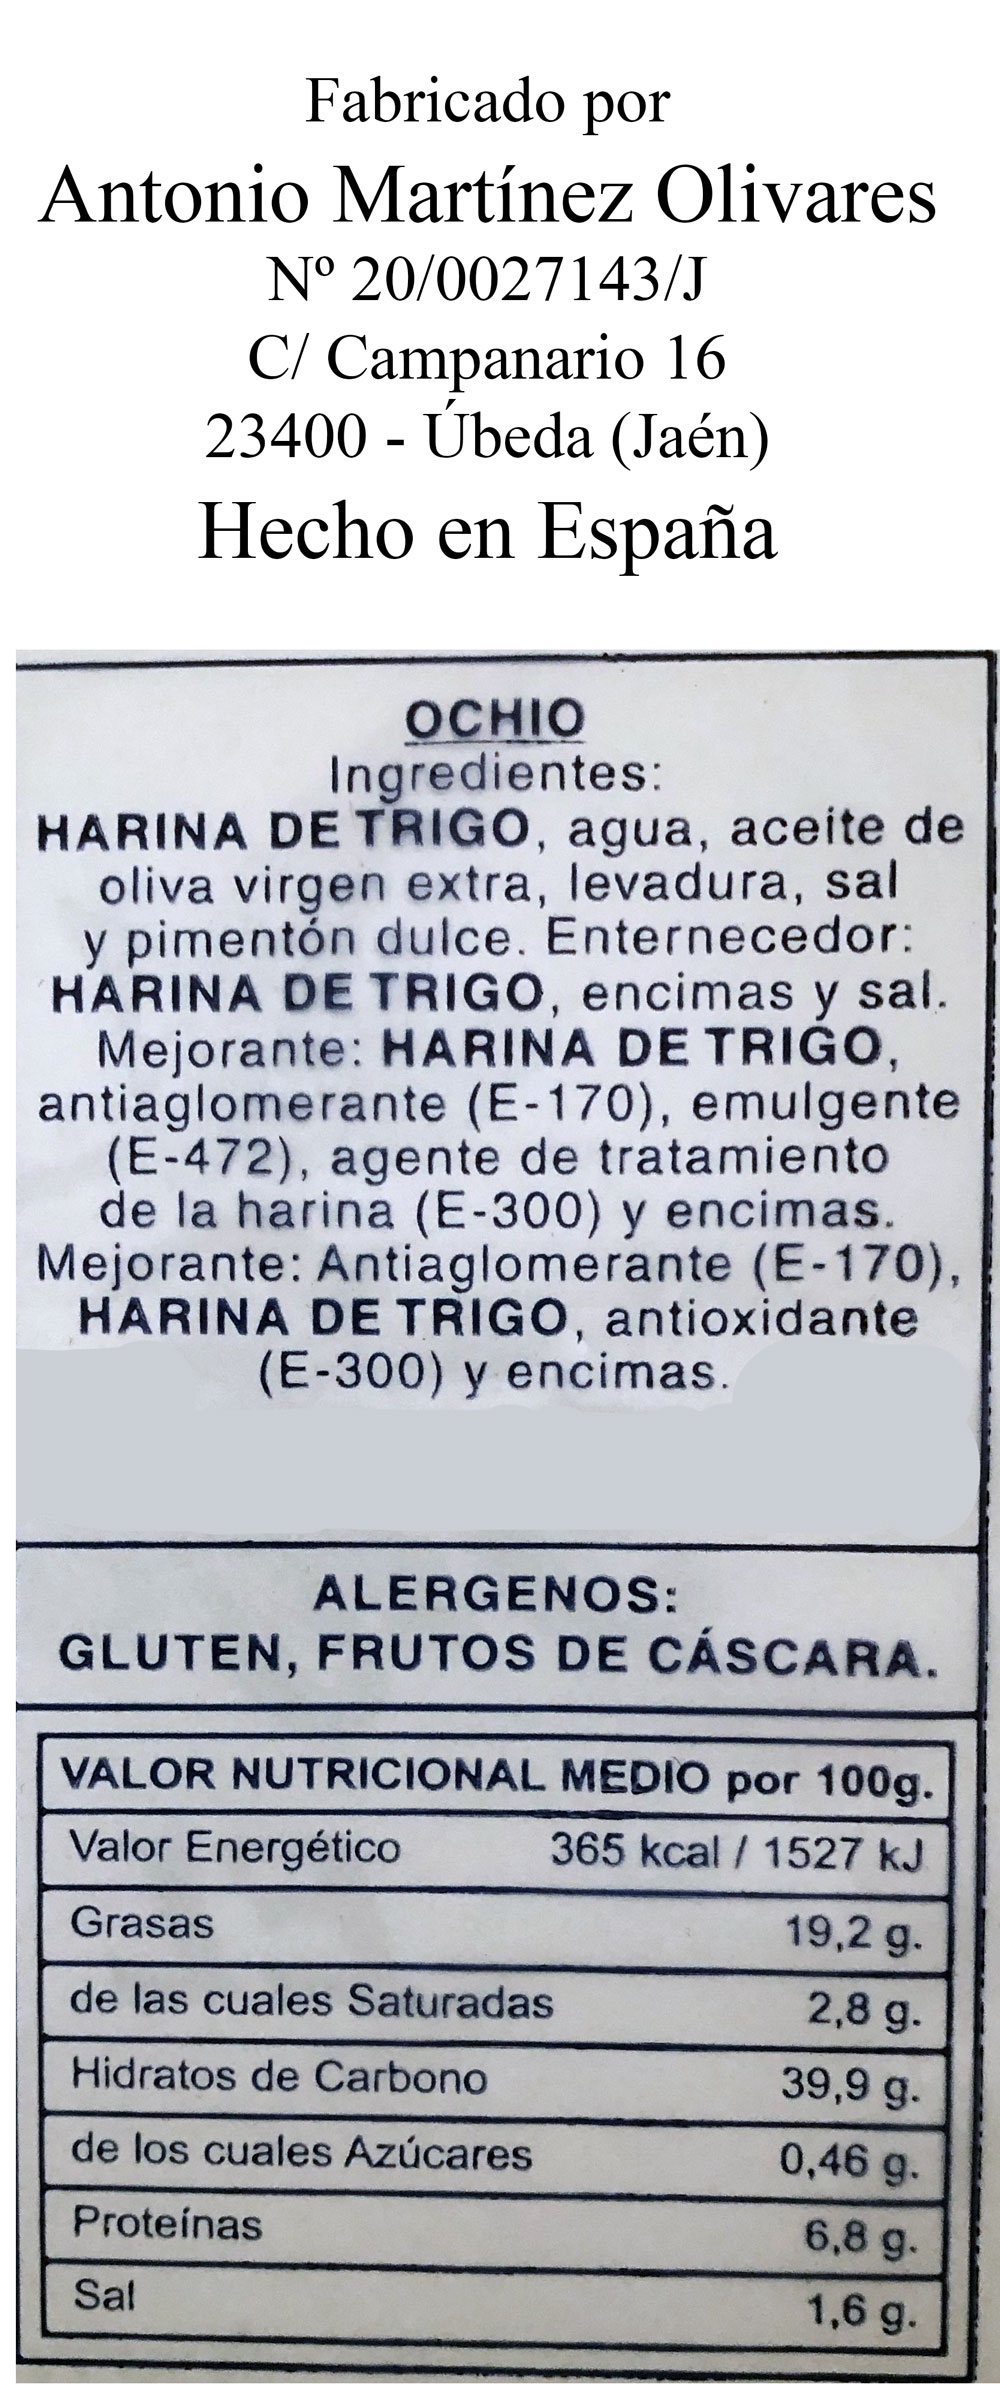 Fabricado por
Antonio Martínez Olivares
Nº 20/0027143/J
C/ Campanario 16
23400 - Úbeda (Jaén)
Hecho en España
OCHIO
Ingredientes:
HARINA DE TRIGO, agua, aceite de
oliva virgen extra, levadura, sal
y pimentón dulce. Enternecedor:
HARINA DE TRIGO, encimas y sal.
Mejorante: HARINA DE TRIGO,
antiaglomerante (E-170), emulgente
(E-472), agente de tratamiento
de la harina (E-300) y encimas.
Mejorante: Antiaglomerante (E-170),
HARINA DE TRIGO, antioxidante
(E-300) y encimas.
ALERGENOS:
GLUTEN, FRUTOS DE CÁSCARA.
VALOR NUTRICIONAL MEDIO por 100g.
Valor Energético 365 kcal / 1527 kJ
Grasas 19,2 g.
de las cuales Saturadas 2,8 g.
Hidratos de Carbono 39,9 g.
de los cuales Azúcares 0,46 g.
Proteínas 6,8 g.
Sal 1,6 g.